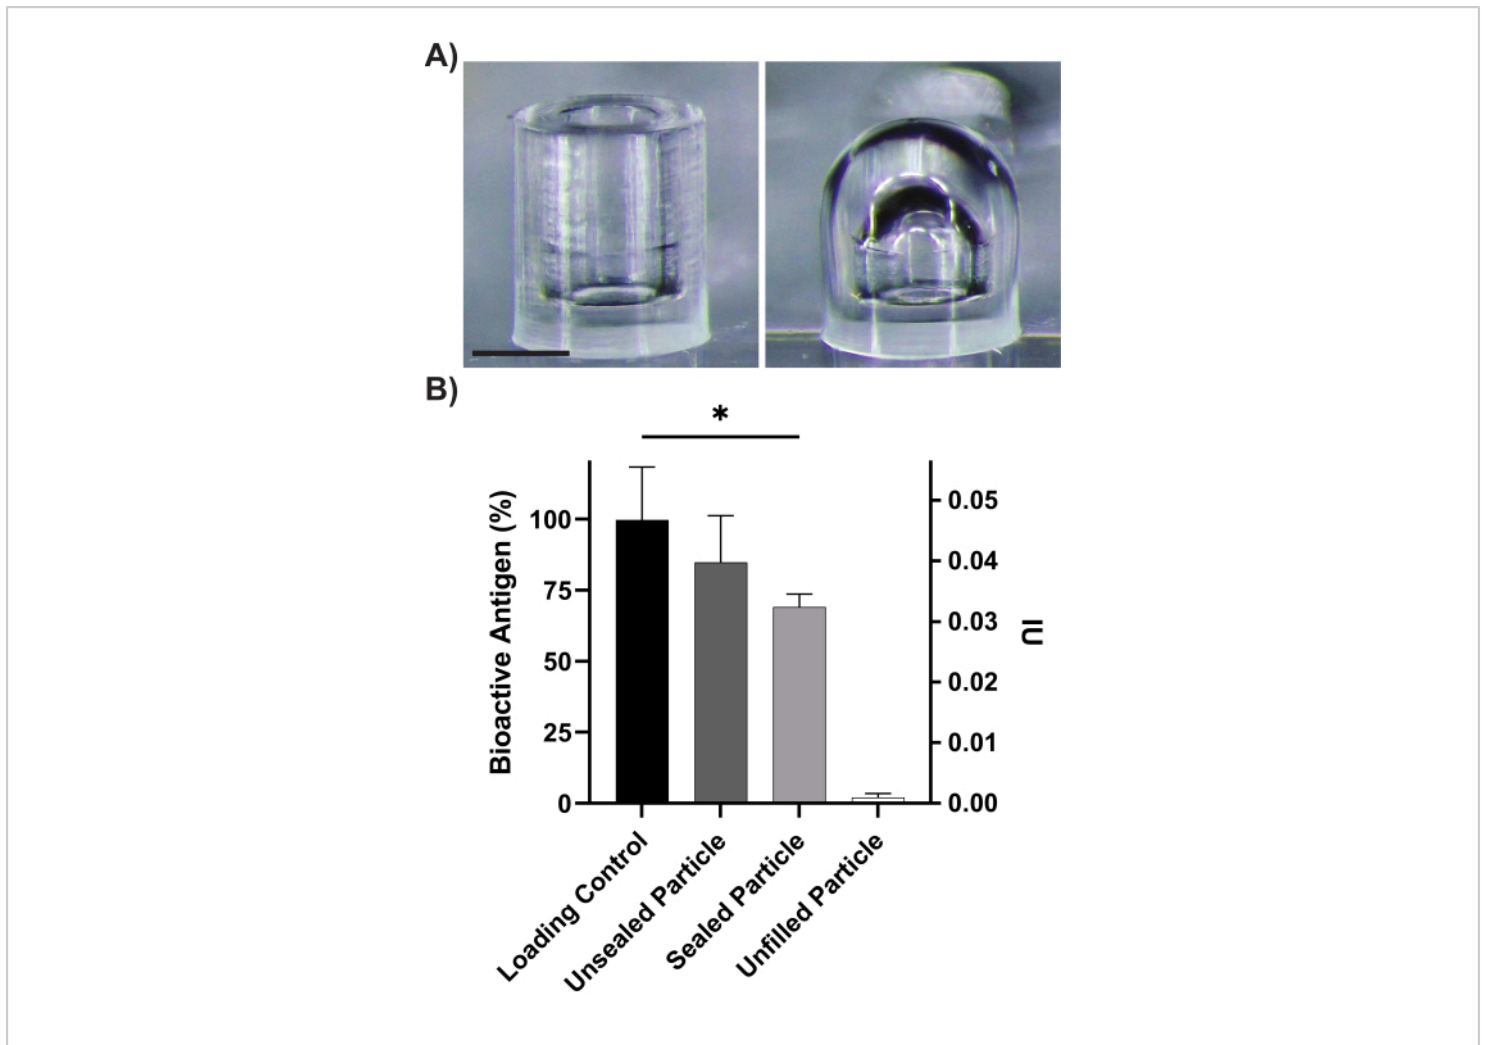 A)
B)
*
Bioactive Antigen (%)
100
75
50
25
0
0.05
0.04
0.03
0.02
0.01
0.00
IU
Loading Control
Unsealed Particle
Sealed Particle
Unfilled Particle